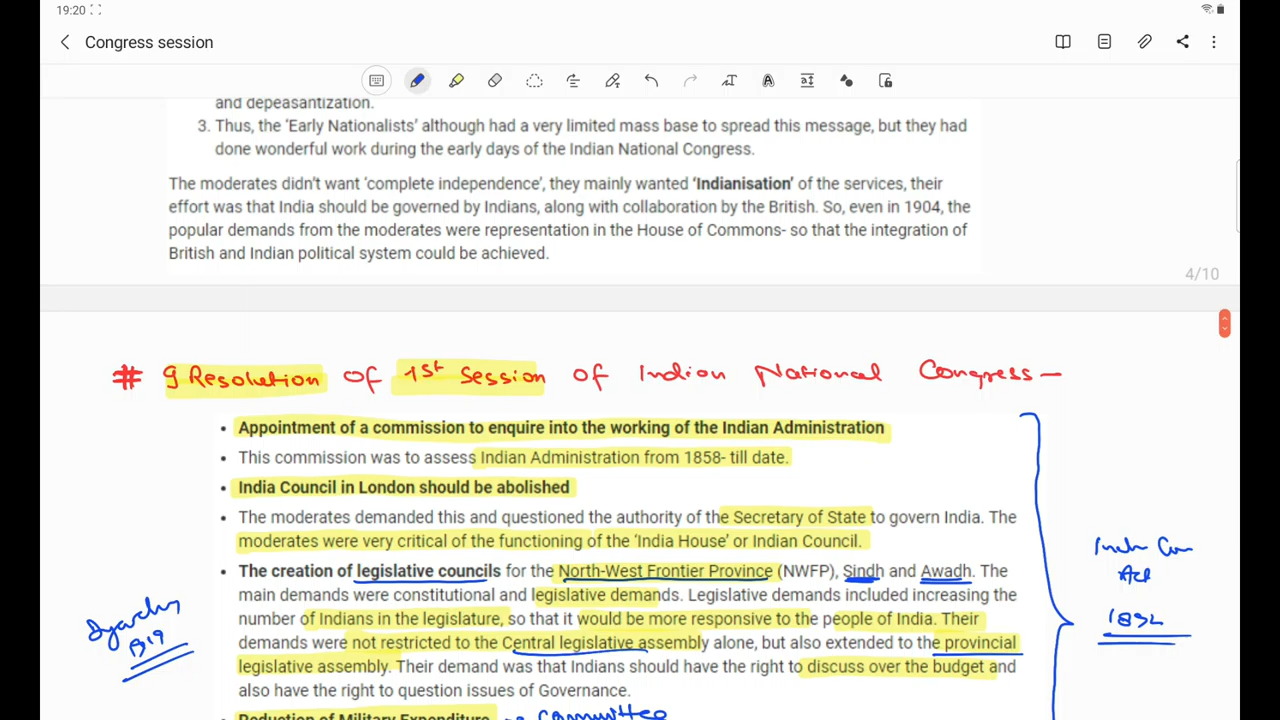 19:20
Congress session
and depeasantization.
3. Thus, the ‘Early Nationalists’ although had a very limited mass base to spread this message, but they had
done wonderful work during the early days of the Indian National Congress.
The moderates didn’t want ‘complete independence’, they mainly wanted ‘Indianisation’ of the services, their
effort was that India should be governed by Indians, along with collaboration by the British. So, even in 1904, the
popular demands from the moderates were representation in the House of Commons- so that the integration of
British and Indian political system could be achieved.
4/10
# 9 Resolution of 1st Session of Indian National Congress—
• Appointment of a commission to enquire into the working of the Indian Administration
• This commission was to assess Indian Administration from 1858- till date.
• India Council in London should be abolished
• The moderates demanded this and questioned the authority of the Secretary of State to govern India. The
moderates were very critical of the functioning of the ‘India House’ or Indian Council.
• The creation of legislative councils for the North-West Frontier Province (NWFP), Sindh and Awadh. The
main demands were constitutional and legislative demands. Legislative demands included increasing the
number of Indians in the legislature, so that it would be more responsive to the people of India. Their
demands were not restricted to the Central legislative assembly alone, but also extended to the provincial
legislative assembly. Their demand was that Indians should have the right to discuss over the budget and
also have the right to question issues of Governance.
Act
1892
1919
• Reduction of Military Expenditure → Committee